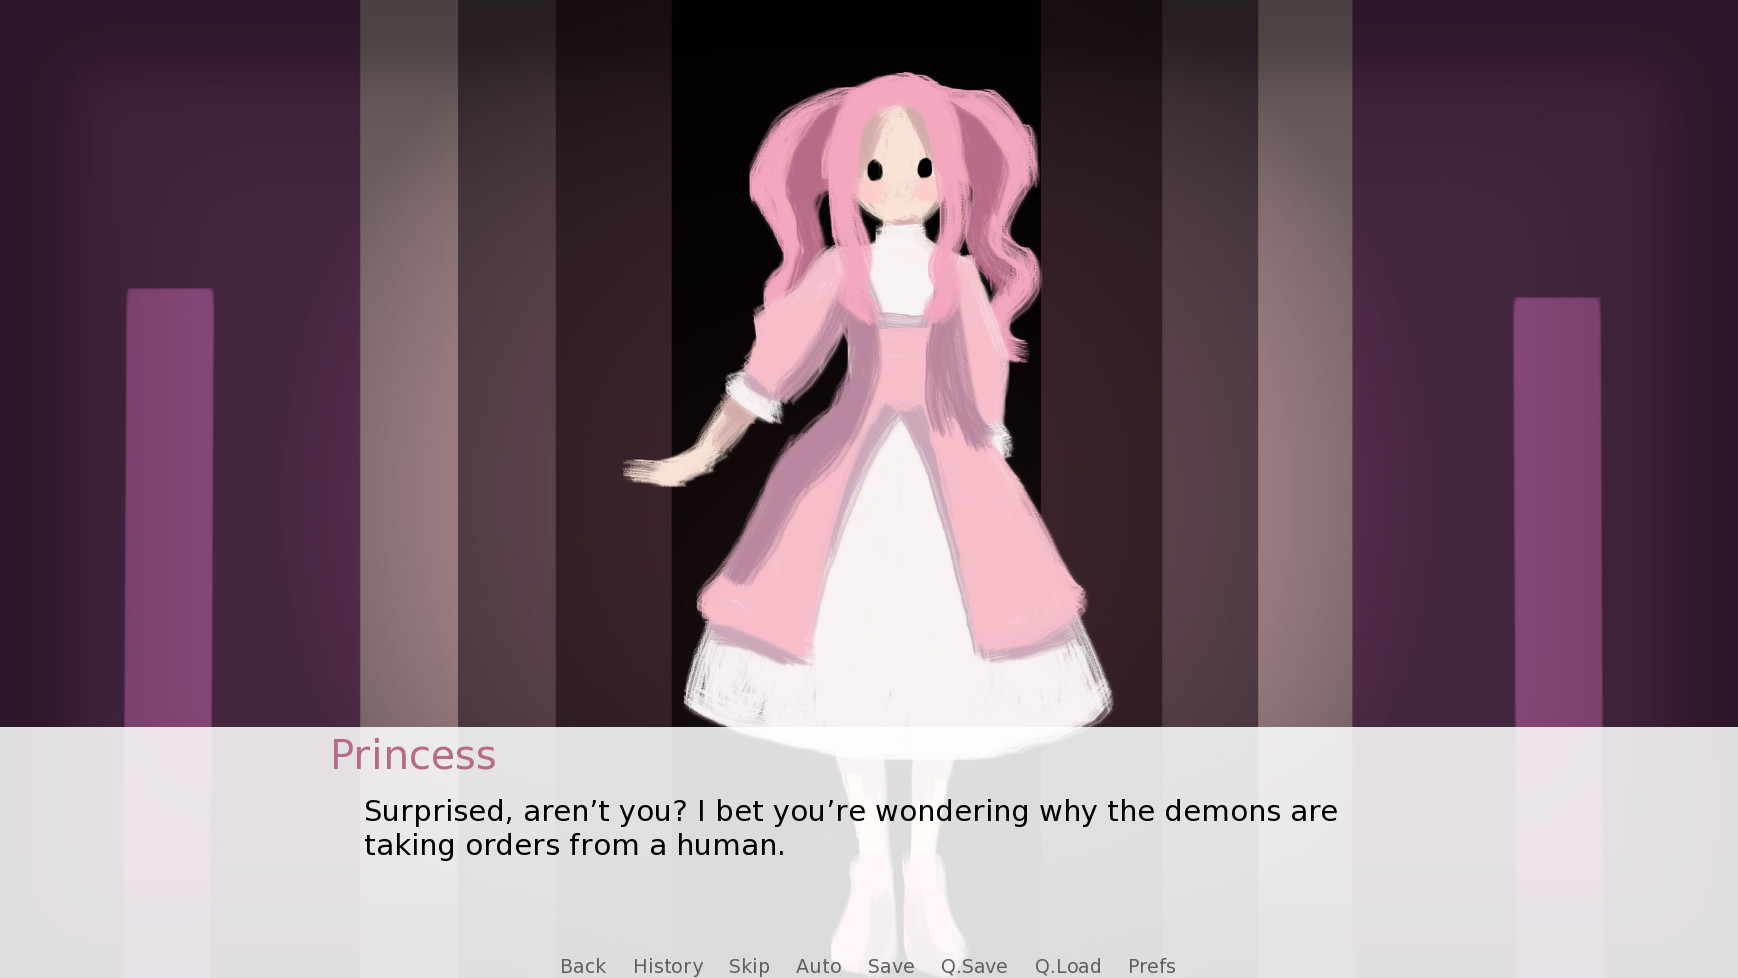 Princess
Surprised, aren’t you? I bet you’re wondering why the demons are
taking orders from a human.
Back History Skip Auto Save Q.Save Q.Load Prefs